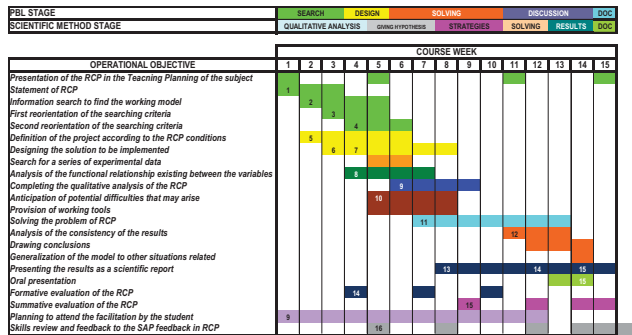 PBL STAGE SEARCH DESIGN SOLVING DISCUSSION DOC
SCIENTIFIC METHOD STAGE QUALITATIVE ANALYSIS GIVING HYPOTHESIS STRATEGIES SOLVING RESULTS DOC
COURSE WEEK
OPERATIONAL OBJECTIVE 1 2 3 4 5 6 7 8 9 10 11 12 13 14 15
Presentation of the RCP in the Teacning Planning of the subject
Statement of RCP 1
Information search to find the working model 2
First reorientation of the searching criteria 3
Second reorientation of the searching criteria 4
Definition of the project according to the RCP conditions 5
Designing the solution to be implemented 6 7
Search for a series of experimental data
Analysis of the functional relationship existing between the variables 8
Completing the qualitative analysis of the RCP 9
Anticipation of potential difficulties that may arise 10
Provision of working tools
Solving the problem of RCP 11
Analysis of the consistency of the results 12
Drawing conclusions
Generalization of the model to other situations related
Presenting the results as a scientific report 8 12 15
Oral presentation 15
Formative evaluation of the RCP 14
Summative evaluation of the RCP 15
Planning to attend the facilitation by the student 9
Skills review and feedback to the SAP feedback in RCP 16